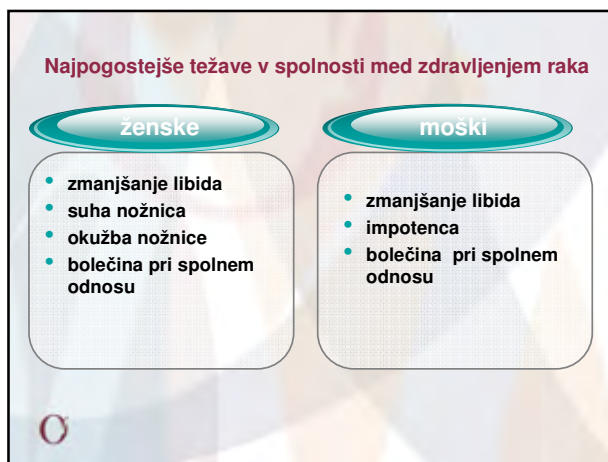 Najpogostejše težave v spolnosti med zdravljenjem raka
ženske
• zmanjšanje libida
• suha nožnica
• okužba nožnice
• bolečina pri spolnem
odnosu
moški
• zmanjšanje libida
• impotenca
• bolečina pri spolnem
odnosu